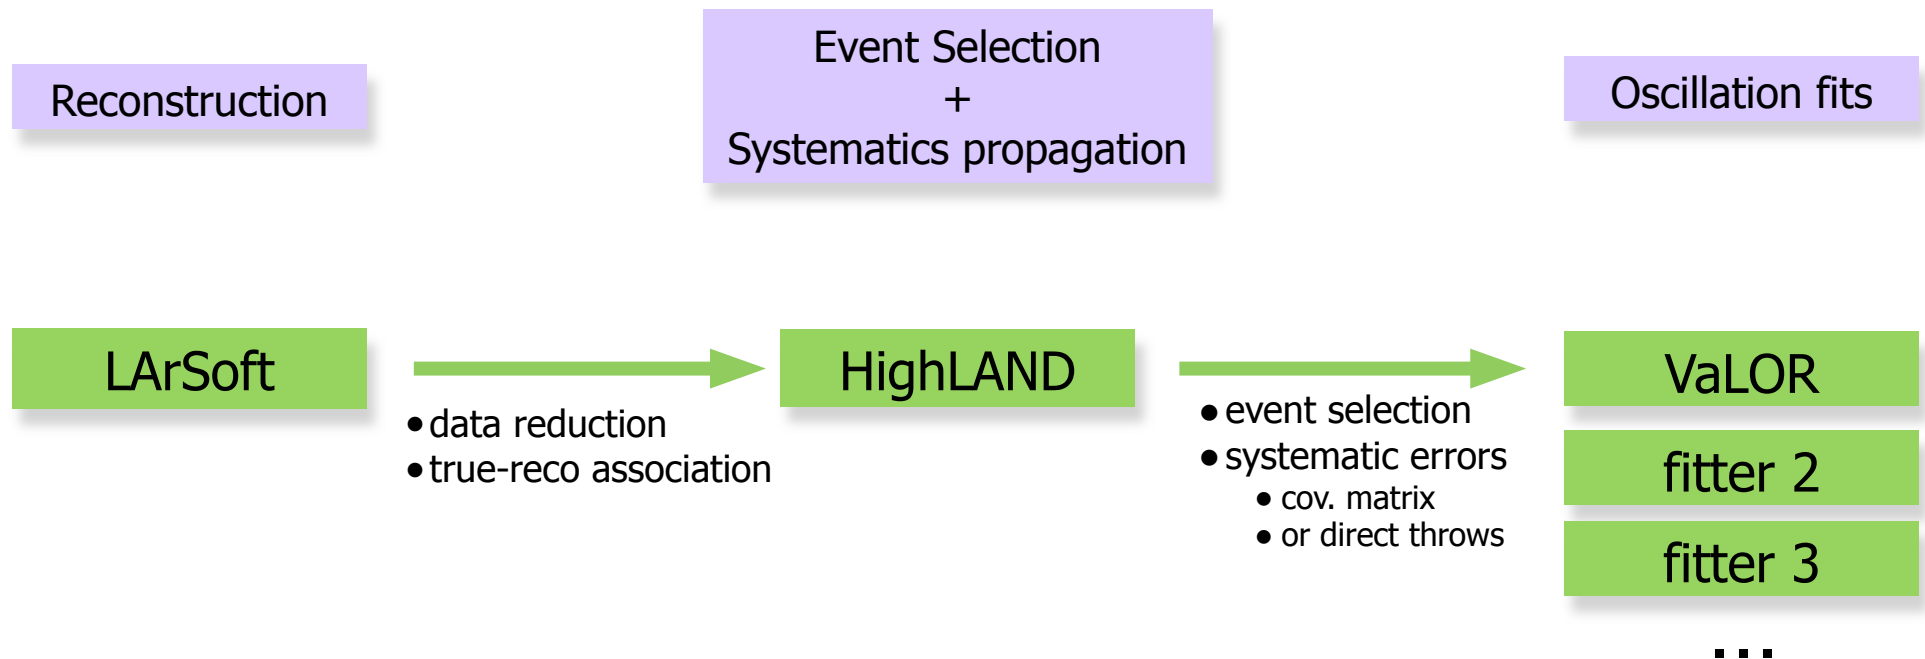 Reconstruction
Event Selection
+
Systematics propagation
Oscillation fits
LArSoft
• data reduction
• true-reco association
HighLAND
• event selection
• systematic errors
• cov. matrix
• or direct throws
VaLOR
fitter 2
fitter 3
...